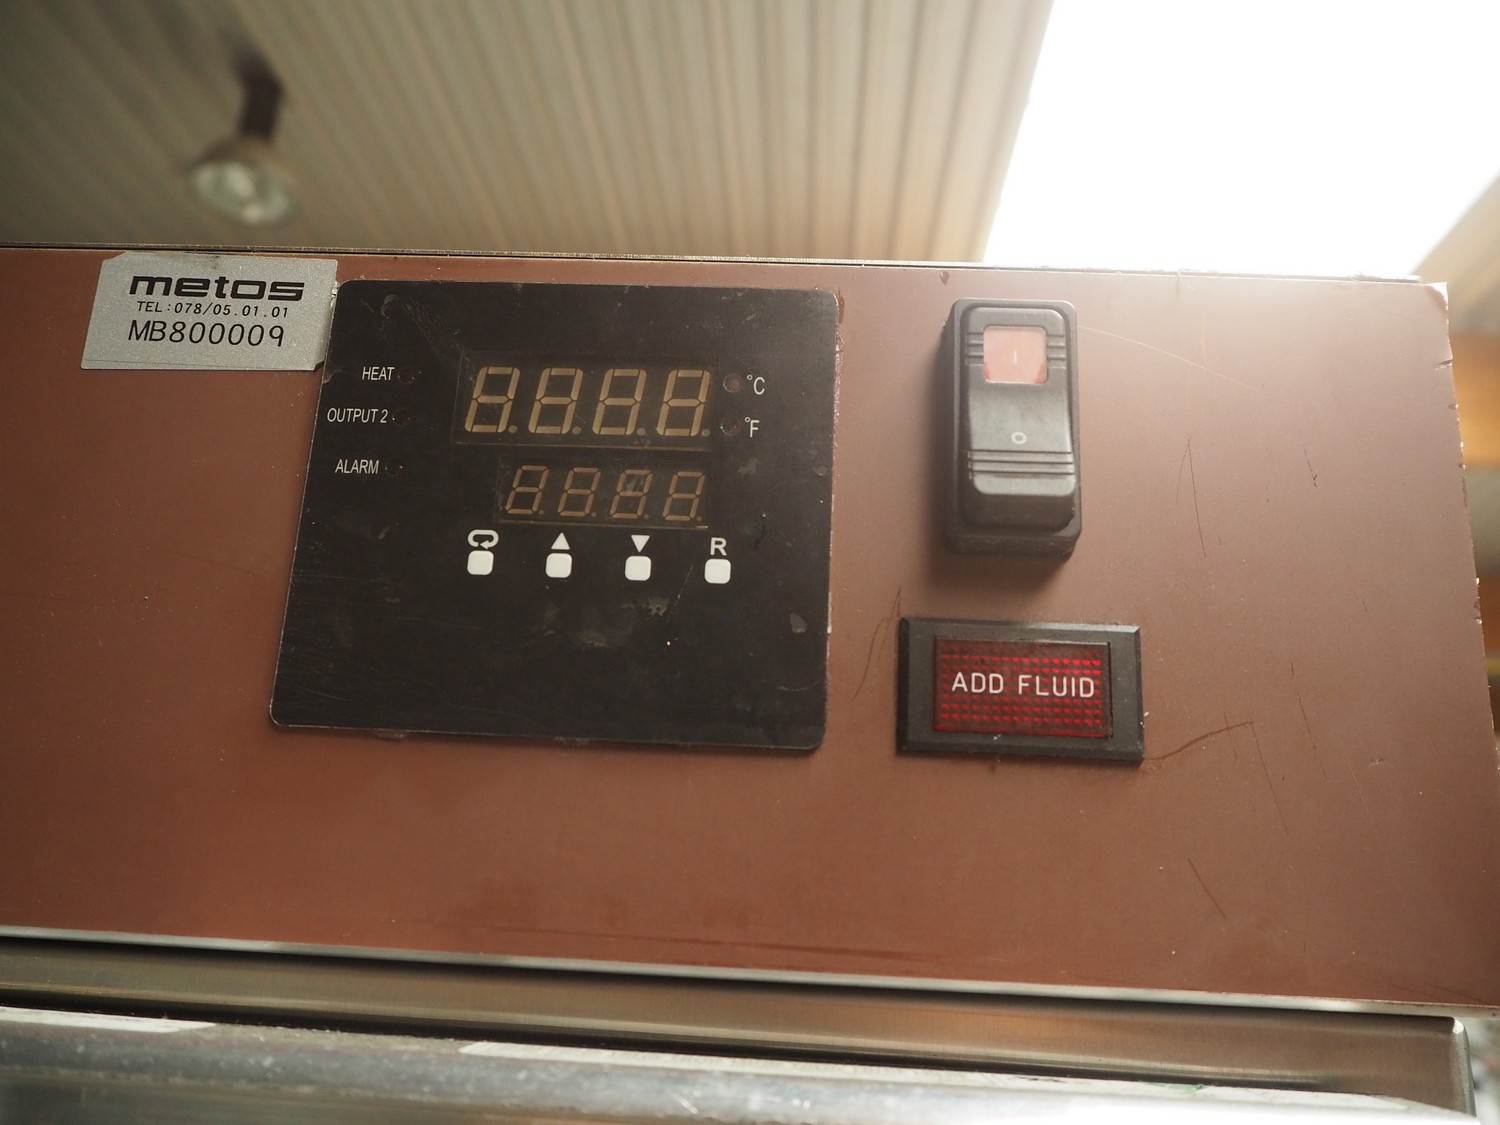 metos
TEL:078/05.01.01
MB800009
HEAT
OUTPUT 2
ALARM
°C
°F
R
I
O
ADD FLUID